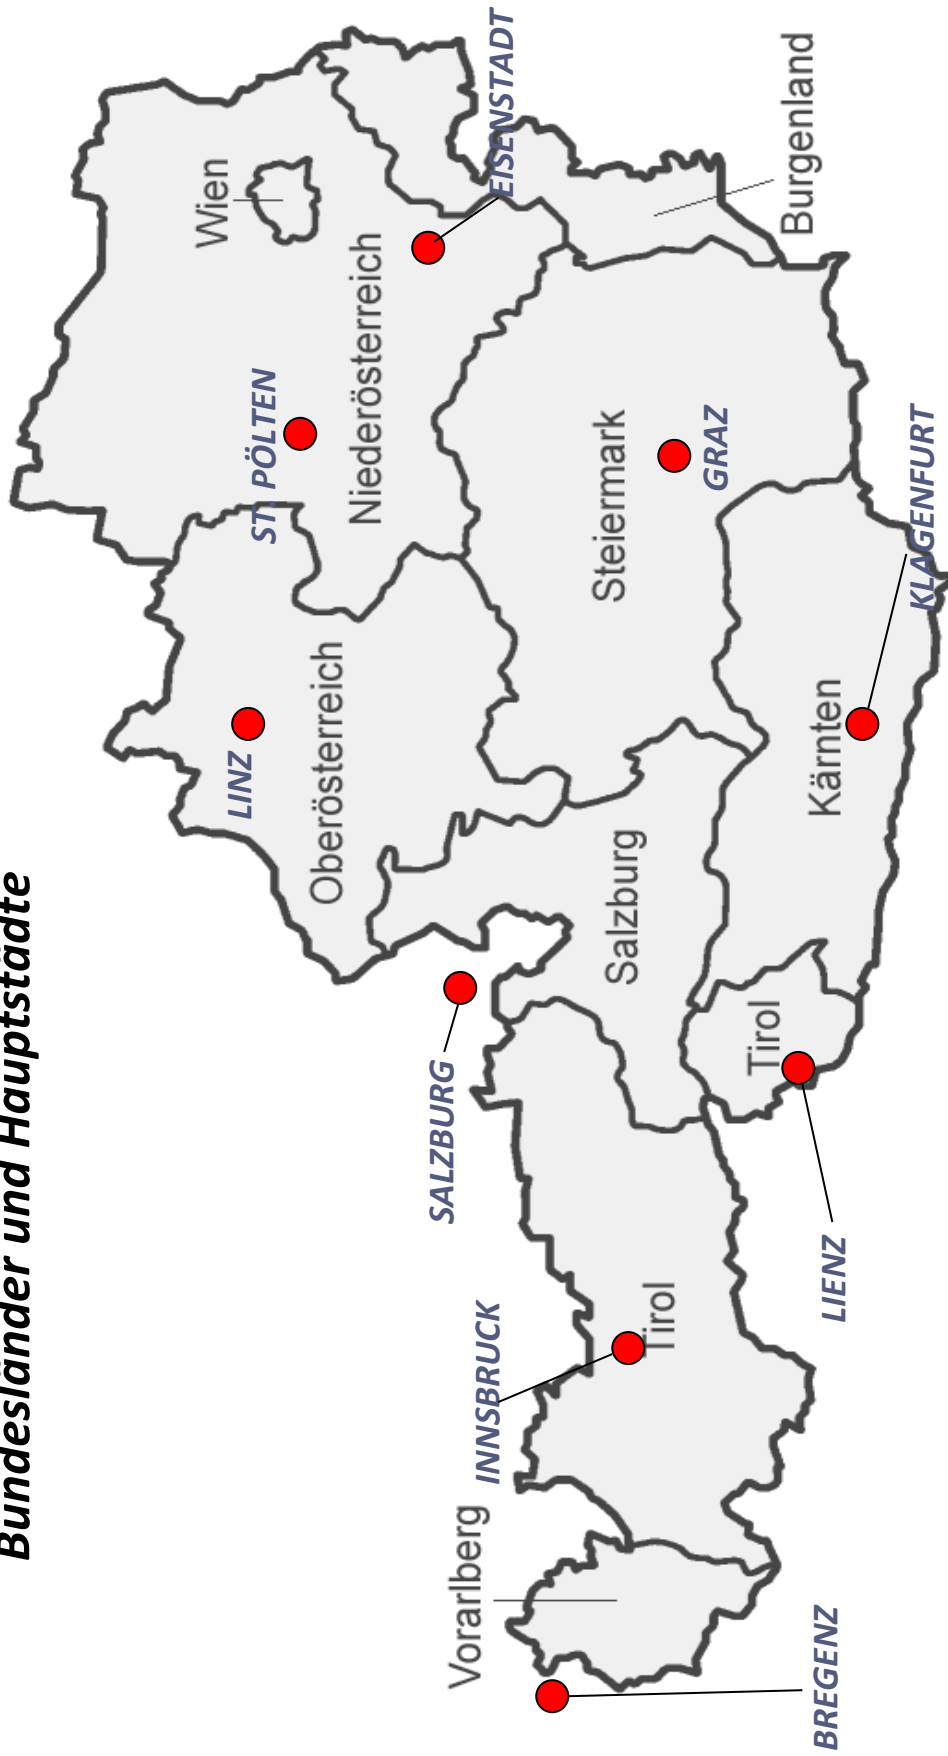 Bundesländer und Hauptstädte
Wien
EISENSTADT
Burgenland
ST. PÖLTEN
Niederösterreich
LINZ
Oberösterreich
Steiermark
GRAZ
KLAGENFURT
Kärnten
SALZBURG
Salzburg
Tirol
LIENZ
INNSBRUCK
Tirol
Vorarlberg
BREGENZ